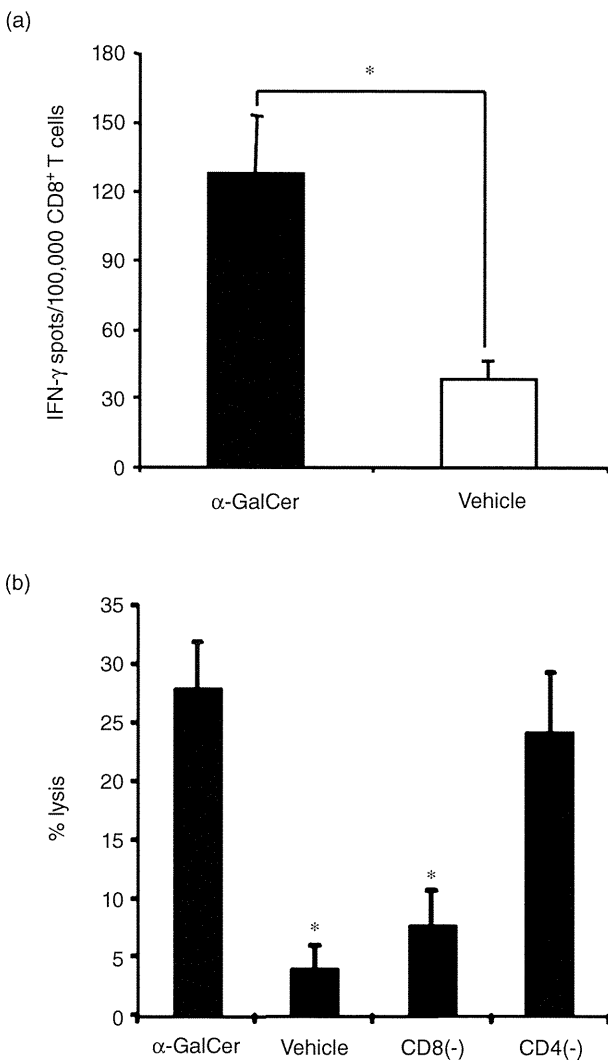 (a)
180
*
150
120
90
60
30
0
IFN-γ spots/100,000 CD8+ T cells
α-GalCer
Vehicle
(b)
35
30
25
20
15
10
5
0
% lysis
*
*
α-GalCer
Vehicle
CD8(-)
CD4(-)